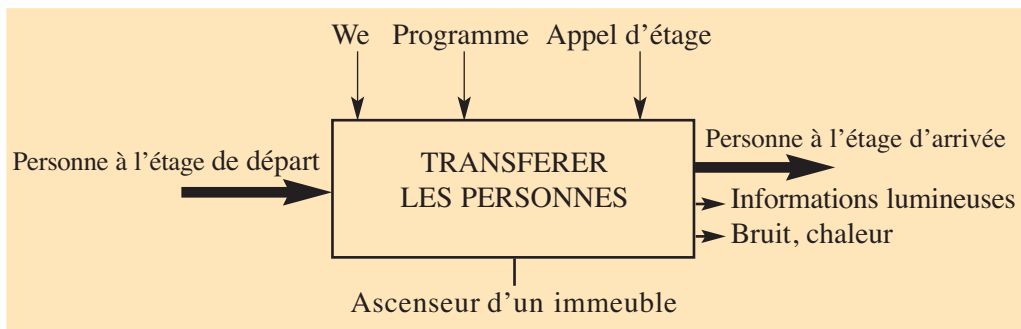 We Programme Appel d'étage
Personne à l'étage de départ
TRANSFERER
LES PERSONNES
Personne à l'étage d'arrivée
Informations lumineuses
Bruit, chaleur
Ascenseur d'un immeuble